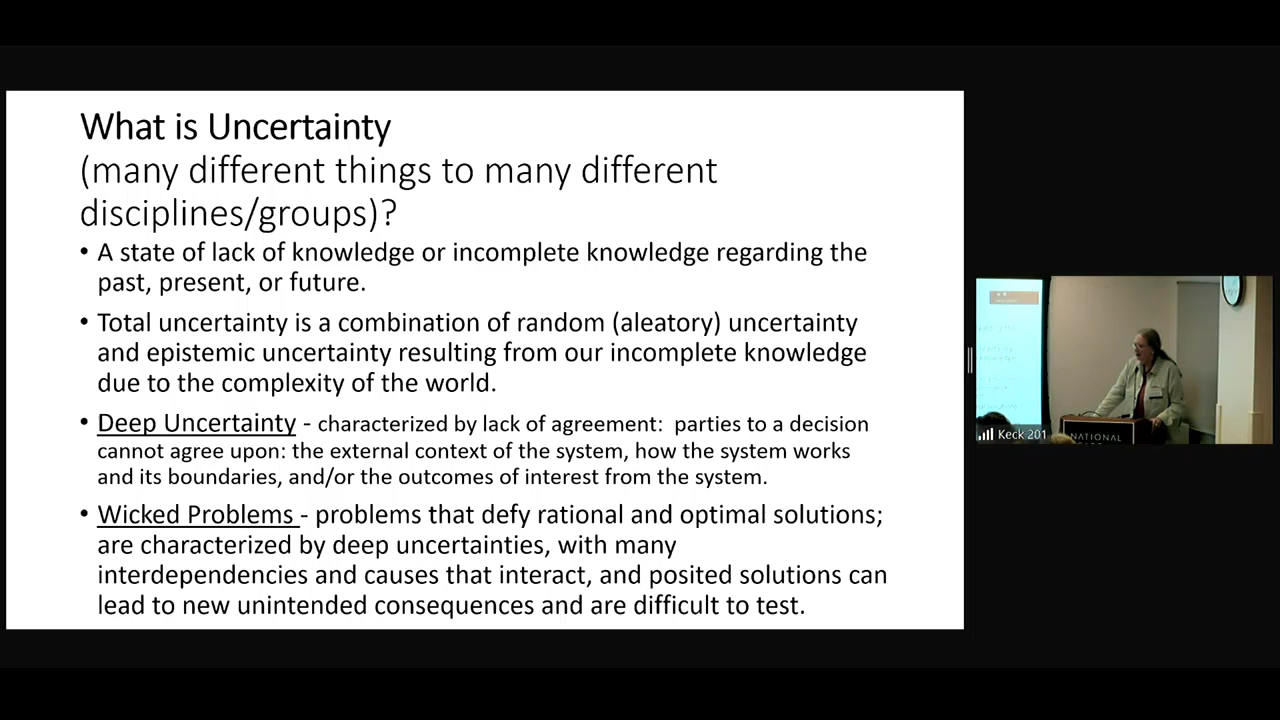 What is Uncertainty
(many different things to many different
disciplines/groups)?
• A state of lack of knowledge or incomplete knowledge regarding the
past, present, or future.
• Total uncertainty is a combination of random (aleatory) uncertainty
and epistemic uncertainty resulting from our incomplete knowledge
due to the complexity of the world.
• Deep Uncertainty - characterized by lack of agreement: parties to a decision
cannot agree upon: the external context of the system, how the system works
and its boundaries, and/or the outcomes of interest from the system.
• Wicked Problems - problems that defy rational and optimal solutions;
are characterized by deep uncertainties, with many
interdependencies and causes that interact, and posited solutions can
lead to new unintended consequences and are difficult to test.
Keck 201
NATIONAL